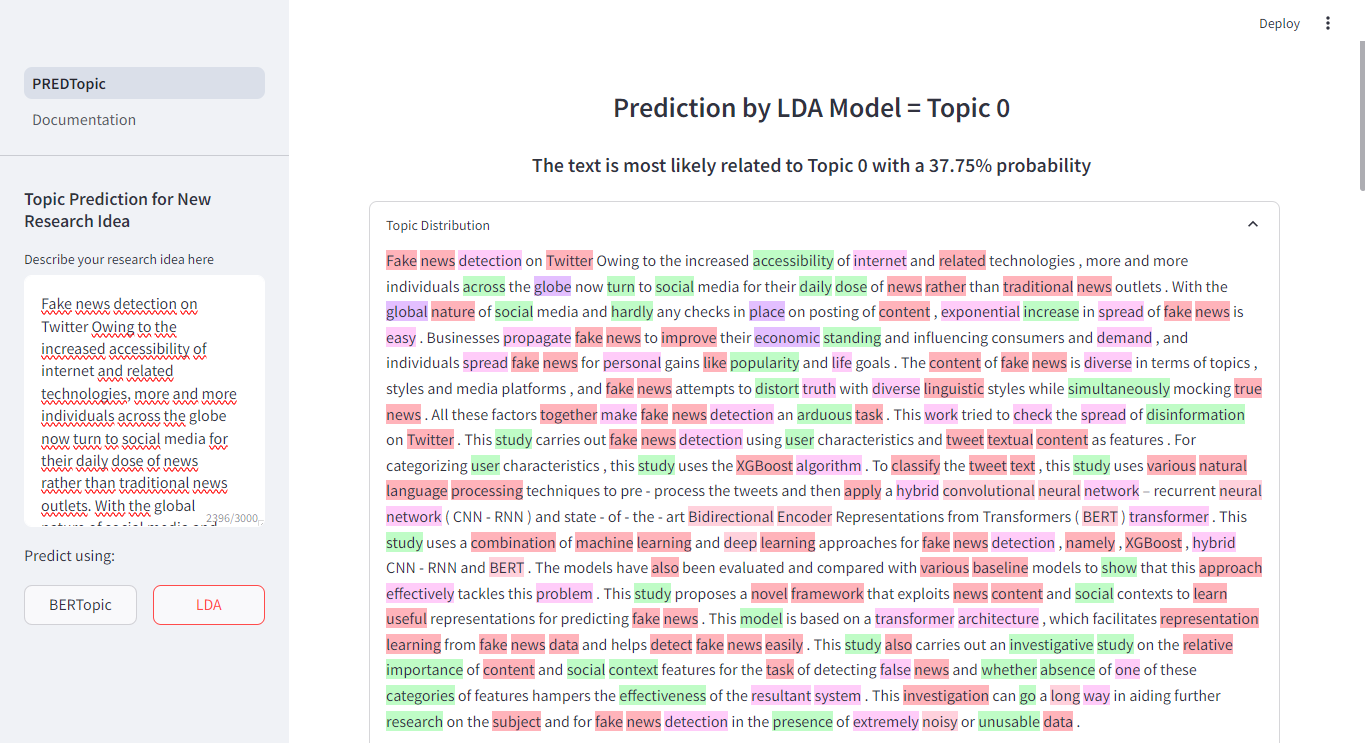 Deploy
PREDTopic
Documentation
Topic Prediction for New
Research Idea
Describe your research idea here
Fake news detection on
Twitter Owing to the
increased accessibility of
internet and related
technologies, more and more
individuals across the globe
now turn to social media for
their daily dose of news
rather than traditional news
outlets. With the global
nature of social media and
2396/3000
Predict using:
BERTopic
LDA
Prediction by LDA Model = Topic 0
The text is most likely related to Topic 0 with a 37.75% probability
Topic Distribution
Fake news detection on Twitter Owing to the increased accessibility of internet and related technologies , more and more
individuals across the globe now turn to social media for their daily dose of news rather than traditional news outlets . With the
global nature of social media and hardly any checks in place on posting of content , exponential increase in spread of fake news is
easy . Businesses propagate fake news to improve their economic standing and influencing consumers and demand , and
individuals spread fake news for personal gains like popularity and life goals . The content of fake news is diverse in terms of topics ,
styles and media platforms , and fake news attempts to distort truth with diverse linguistic styles while simultaneously mocking true
news . All these factors together make fake news detection an arduous task . This work tried to check the spread of disinformation
on Twitter . This study carries out fake news detection using user characteristics and tweet textual content as features . For
categorizing user characteristics , this study uses the XGBoost algorithm . To classify the tweet text , this study uses various natural
language processing techniques to pre - process the tweets and then apply a hybrid convolutional neural network – recurrent neural
network ( CNN - RNN ) and state - of - the - art Bidirectional Encoder Representations from Transformers ( BERT ) transformer . This
study uses a combination of machine learning and deep learning approaches for fake news detection , namely , XGBoost , hybrid
CNN - RNN and BERT . The models have also been evaluated and compared with various baseline models to show that this approach
effectively tackles this problem . This study proposes a novel framework that exploits news content and social contexts to learn
useful representations for predicting fake news . This model is based on a transformer architecture , which facilitates representation
learning from fake news data and helps detect fake news easily . This study also carries out an investigative study on the relative
importance of content and social context features for the task of detecting false news and whether absence of one of these
categories of features hampers the effectiveness of the resultant system . This investigation can go a long way in aiding further
research on the subject and for fake news detection in the presence of extremely noisy or unusable data .